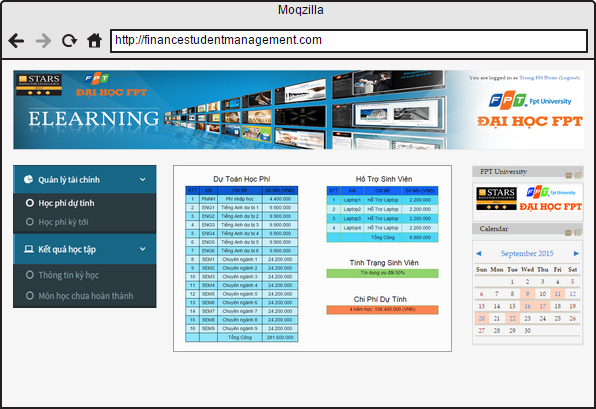 Moqzilla
http://financestudentmanagement.com
5 STARS
FPT
ĐẠI HỌC FPT
ELEARNING
You are logged in as Trung Hồ Đoàn (Logout)
FPT Fpt University
ĐẠI HỌC FPT
Quản lý tài chính
Học phí dự tính
Học phí kỳ tới
Kết quả học tập
Thông tin kỳ học
Môn học chưa hoàn thành
Dự Toán Học Phí
STT Mã Chi tiết Số tiền (VNĐ)
1 PHNH Phí nhập học 4.400.000
2 ENG1 Tiếng Anh dự bị 1 9.900.000
3 ENG2 Tiếng Anh dự bị 2 9.900.000
4 ENG3 Tiếng Anh dự bị 3 9.900.000
5 ENG4 Tiếng Anh dự bị 4 9.900.000
6 ENG5 Tiếng Anh dự bị 5 9.900.000
7 ENG6 Tiếng Anh dự bị 6 9.900.000
8 SEM1 Chuyên ngành 1 24.200.000
9 SEM2 Chuyên ngành 2 24.200.000
10 SEM3 Chuyên ngành 3 24.200.000
11 SEM4 Chuyên ngành 4 24.200.000
12 SEM5 Chuyên ngành 5 24.200.000
13 SEM6 Chuyên ngành 6 24.200.000
14 SEM7 Chuyên ngành 7 24.200.000
15 SEM8 Chuyên ngành 8 24.200.000
16 SEM9 Chuyên ngành 9 24.200.000
Tổng Cộng 281.600.000
Hỗ Trợ Sinh Viên
STT Mã Chi tiết Số tiền (VNĐ)
1 Laptop1 Hỗ Trợ Laptop 2.200.000
2 Laptop2 Hỗ Trợ Laptop 2.200.000
3 Laptop3 Hỗ Trợ Laptop 2.200.000
4 Laptop4 Hỗ Trợ Laptop 2.200.000
Tổng Cộng 8.800.000
Tình Trạng Sinh Viên
Tín dụng ưu đãi 50%
Chi Phí Dự Tính
4 năm học: 136.400.000 (VNĐ)
FPT University
5 STARS
FPT Fpt University
ĐẠI HỌC FPT
Calendar
September 2015
Sun Mon Tue Wed Thu Fri Sat
1 2 3 4 5
6 7 8 9 10 11 12
13 14 15 16 17 18 19
20 21 22 23 24 25 26
27 28 29 30